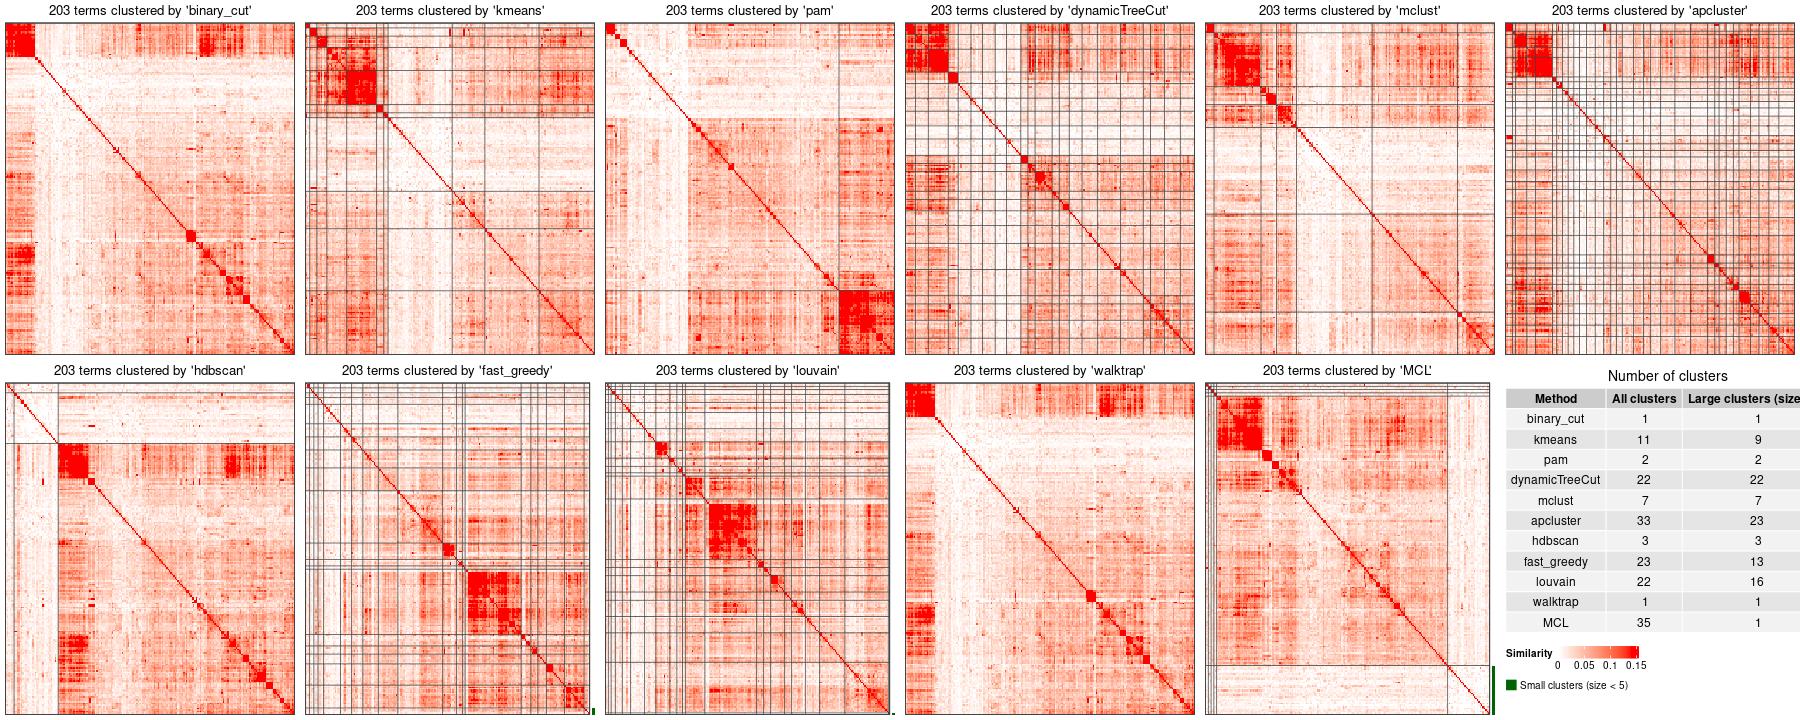 203 terms clustered by 'binary_cut'
203 terms clustered by 'kmeans'
203 terms clustered by 'pam'
203 terms clustered by 'dynamicTreeCut'
203 terms clustered by 'mclust'
203 terms clustered by 'apcluster'
203 terms clustered by 'hdbscan'
203 terms clustered by 'fast_greedy'
203 terms clustered by 'louvain'
203 terms clustered by 'walktrap'
203 terms clustered by 'MCL'
Number of clusters
Method All clusters Large clusters (size
binary_cut 1 1
kmeans 11 9
pam 2 2
dynamicTreeCut 22 22
mclust 7 7
apcluster 33 23
hdbscan 3 3
fast_greedy 23 13
louvain 22 16
walktrap 1 1
MCL 35 1
Similarity
0 0.05 0.1 0.15
Small clusters (size < 5)